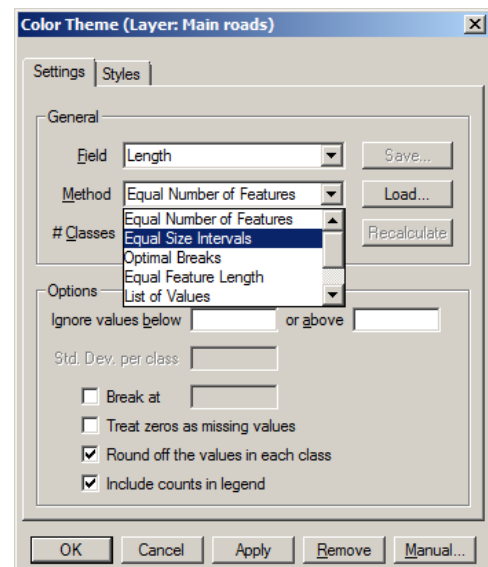 Color Theme (Layer: Main roads)
Settings
Styles
General
Field
Length
Save...
Method
Equal Number of Features
Load...
# Classes
Equal Number of Features
Equal Size Intervals
Optimal Breaks
Equal Feature Length
List of Values
Recalculate
Options
Ignore values below
or above
Std. Dev. per class
Break at
Treat zeros as missing values
Round off the values in each class
Include counts in legend
OK
Cancel
Apply
Remove
Manual...